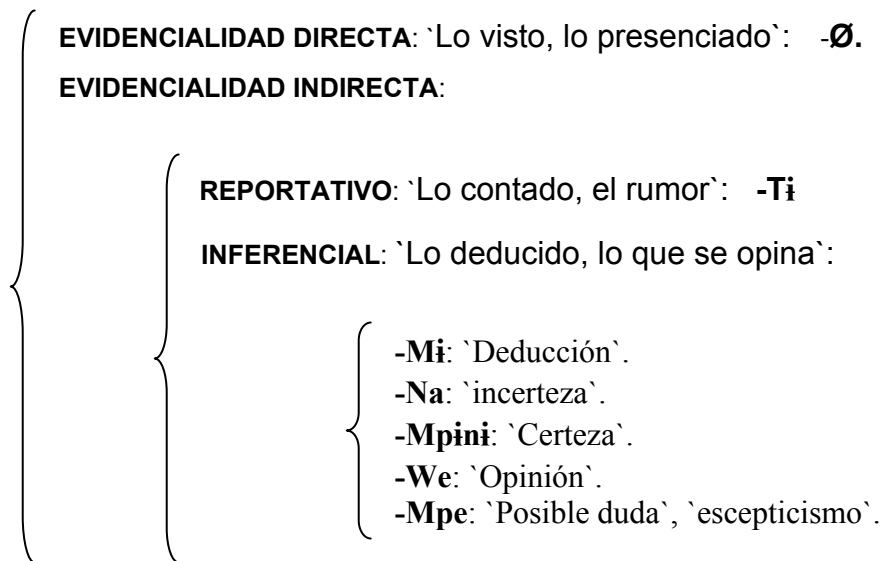 EVIDENCIALIDAD DIRECTA: `Lo visto, lo presenciado`: -Ø.
EVIDENCIALIDAD INDIRECTA:
REPORTATIVO: `Lo contado, el rumor`: -Tɨ
INFERENCIAL: `Lo deducido, lo que se opina`:
-Mɨ: `Deducción`.
-Na: `incerteza`.
-Mpɨnɨ: `Certeza`.
-We: `Opinión`.
-Mpe: `Posible duda`, `escepticismo`.